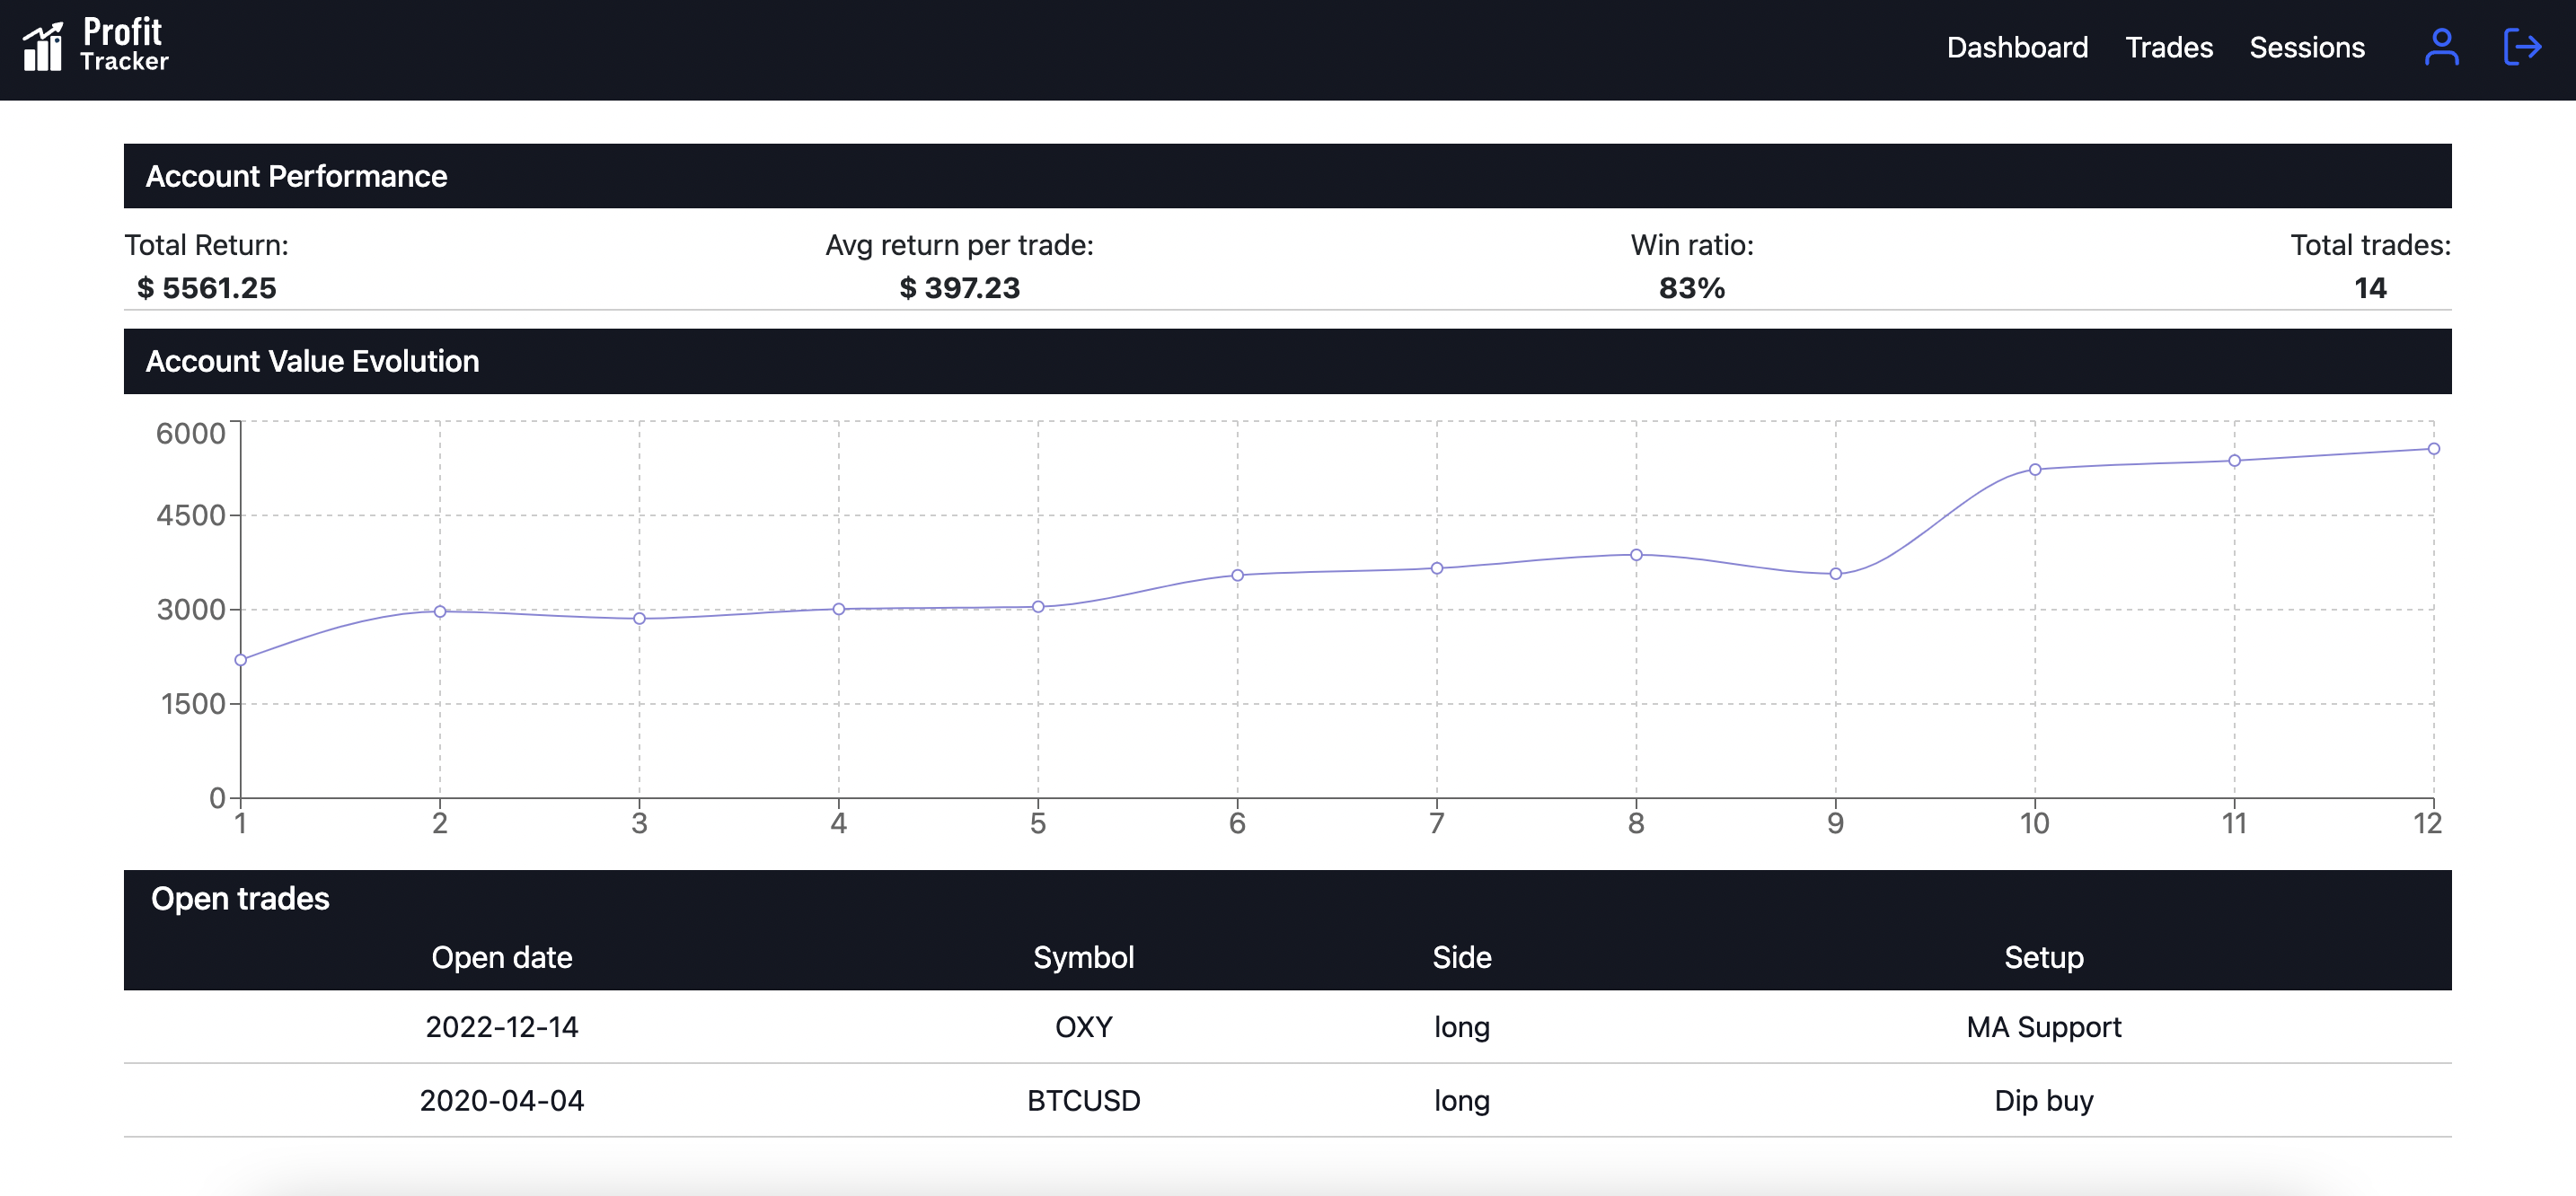 Profit
Tracker
Dashboard Trades Sessions
Account Performance
Total Return: Avg return per trade: Win ratio: Total trades:
$ 5561.25 $ 397.23 83% 14
Account Value Evolution
6000
4500
3000
1500
0
1 2 3 4 5 6 7 8 9 10 11 12
Open trades
Open date Symbol Side Setup
2022-12-14 OXY long MA Support
2020-04-04 BTCUSD long Dip buy